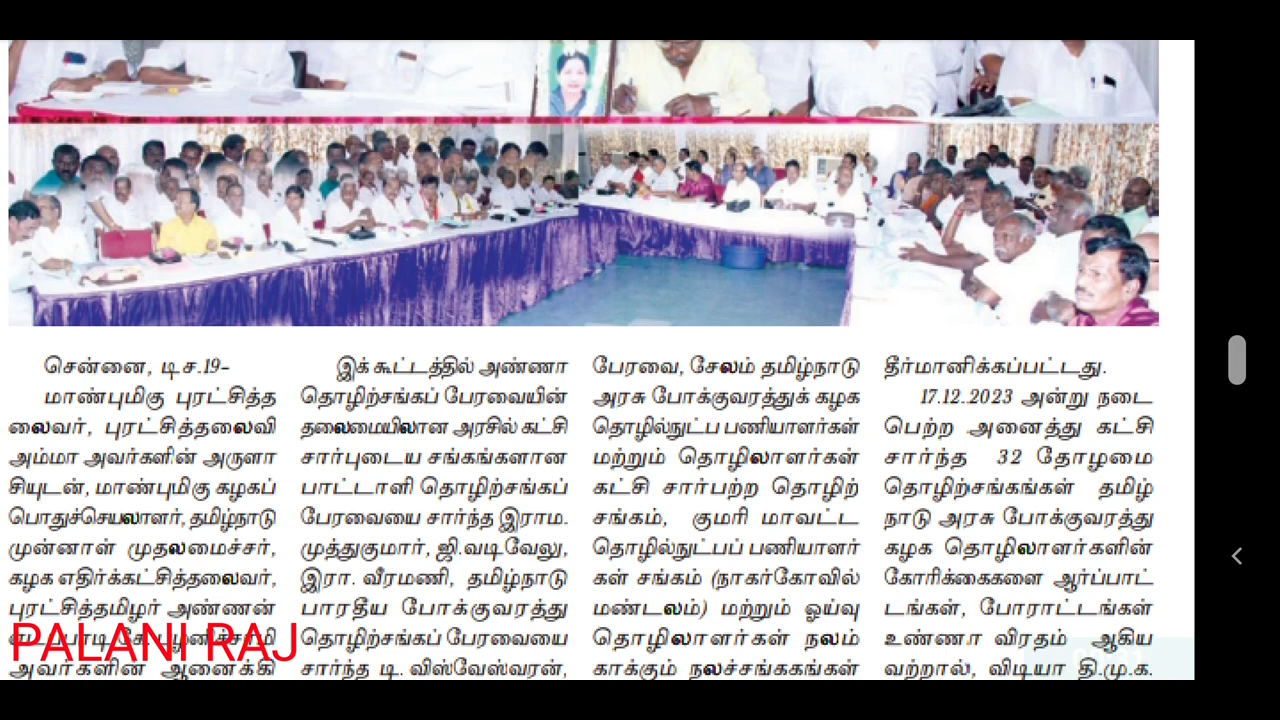 சென்னை, டிச.19-
மாண்புமிகு புரட்சித்த
லைவர், புரட்சித்தலைவி
அம்மா அவர்களின் அருளா
சியுடன், மாண்புமிகு கழகப்
பொதுச்செயலாளர், தமிழ்நாடு
முன்னாள் முதலமைச்சர்,
கழக எதிர்க்கட்சித்தலைவர்,
புரட்சித்தமிழர் அண்ணன்
அவர்களின் ஆணைக்கி
PALANI RAJ
இக் கூட்டத்தில் அண்ணா
தொழிற்சங்கப் பேரவையின்
தலைமையிலான அரசில் கட்சி
சார்புடைய சங்கங்களான
பாட்டாளி தொழிற்சங்கப்
பேரவையை சார்ந்த இராம.
முத்துகுமார், ஜி.வடிவேலு,
இரா. வீரமணி, தமிழ்நாடு
பாரதீய போக்குவரத்து
தொழிற்சங்கப் பேரவையை
சார்ந்த டி. விஸ்வேஸ்வரன்,
பேரவை, சேலம் தமிழ்நாடு
அரசு போக்குவரத்துக் கழக
தொழில்நுட்ப பணியாளர்கள்
மற்றும் தொழிலாளர்கள்
கட்சி சார்பற்ற தொழிற்
சங்கம், குமரி மாவட்ட
தொழில்நுட்பப் பணியாளர்
கள் சங்கம் (நாகர்கோவில்
மண்டலம்) மற்றும் ஓய்வு
தொழிலாளர்கள் நலம்
காக்கும் நலச்சங்ககங்கள்
தீர்மானிக்கப்பட்டது.
17.12.2023 அன்று நடை
பெற்ற அனைத்து கட்சி
சார்ந்த 32 தோழமை
தொழிற்சங்கங்கள் தமிழ்
நாடு அரசு போக்குவரத்து
கழக தொழிலாளர்களின்
கோரிக்கைகளை ஆர்ப்பாட்
டங்கள், போராட்டங்கள்
உண்ணா விரதம் ஆகிய
வற்றால், விடியா தி.மு.க.